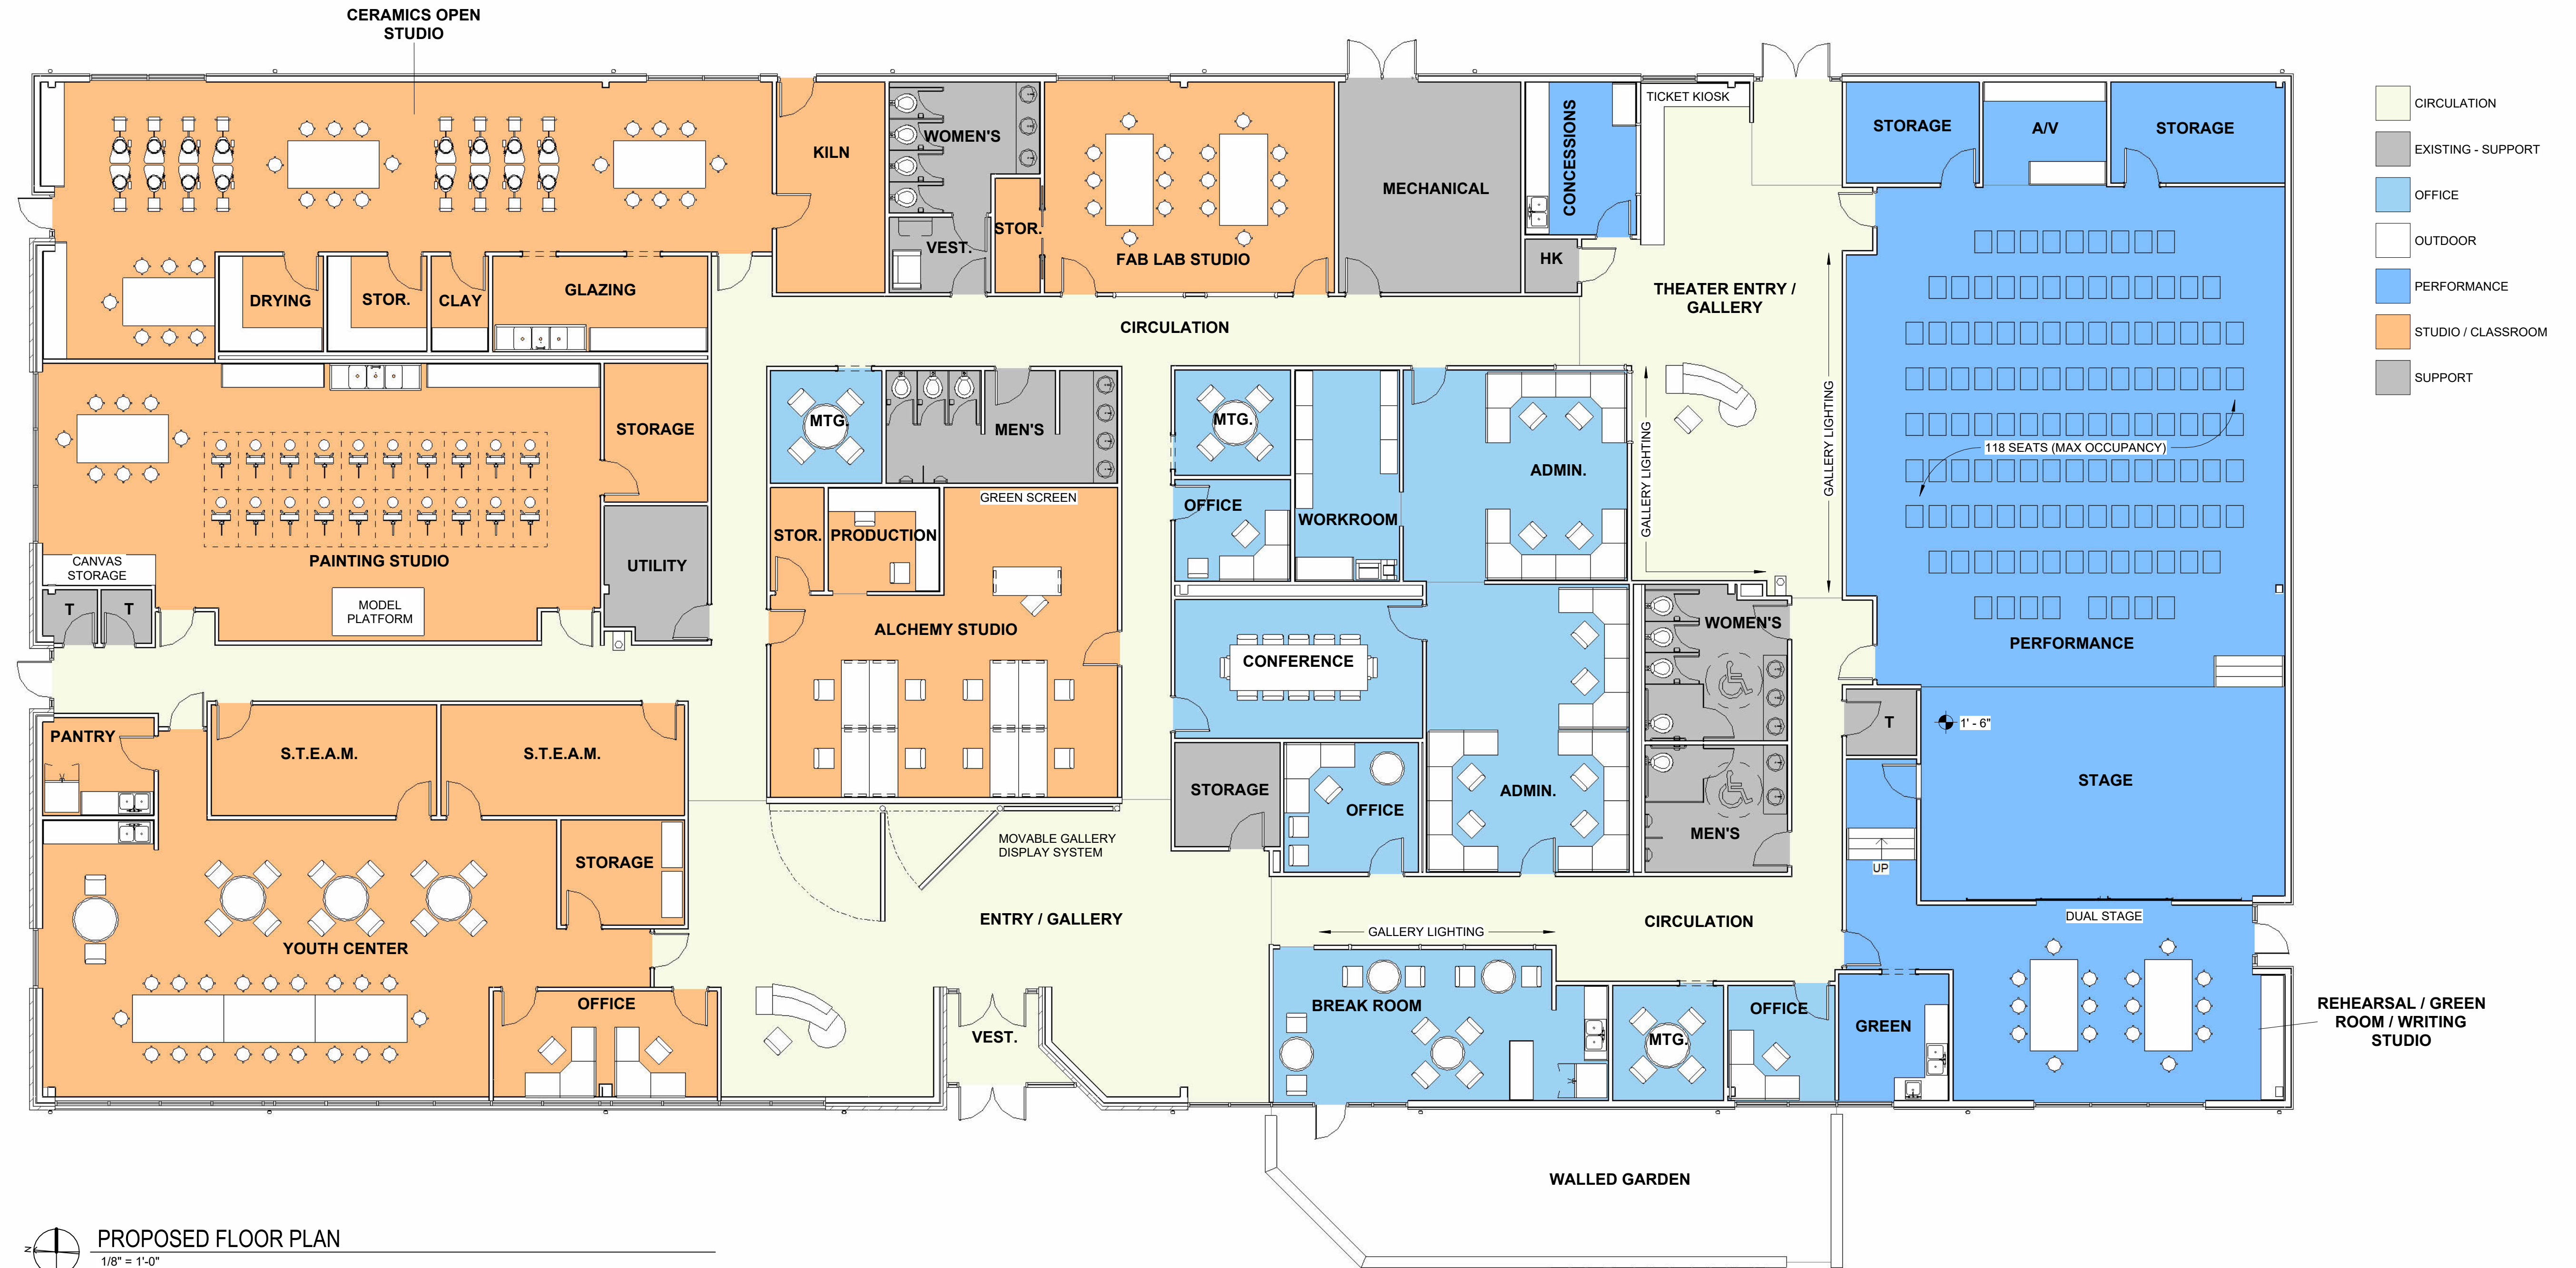 CERAMICS OPEN
STUDIO
KILN
WOMEN'S
VEST.
STOR.
FAB LAB STUDIO
MECHANICAL
CONCESSIONS
HK
TICKET KIOSK
THEATER ENTRY /
GALLERY
STORAGE
A/V
STORAGE
CIRCULATION
EXISTING - SUPPORT
OFFICE
OUTDOOR
PERFORMANCE
STUDIO / CLASSROOM
SUPPORT
DRYING
STOR.
CLAY
GLAZING
CIRCULATION
STORAGE
MTG.
MEN'S
MTG.
OFFICE
WORKROOM
ADMIN.
GALLERY LIGHTING
GALLERY LIGHTING
118 SEATS (MAX OCCUPANCY)
CANVAS
STORAGE
T
T
PAINTING STUDIO
MODEL
PLATFORM
UTILITY
STOR.
PRODUCTION
GREEN SCREEN
ALCHEMY STUDIO
CONFERENCE
WOMEN'S
PERFORMANCE
PANTRY
S.T.E.A.M.
S.T.E.A.M.
STORAGE
OFFICE
ADMIN.
MEN'S
T
1' - 6"
STAGE
UP
STORAGE
MOVABLE GALLERY
DISPLAY SYSTEM
YOUTH CENTER
ENTRY / GALLERY
GALLERY LIGHTING
CIRCULATION
DUAL STAGE
OFFICE
VEST.
BREAK ROOM
MTG.
OFFICE
GREEN
REHEARSAL / GREEN
ROOM / WRITING
STUDIO
WALLED GARDEN
N
PROPOSED FLOOR PLAN
1/8" = 1'-0"